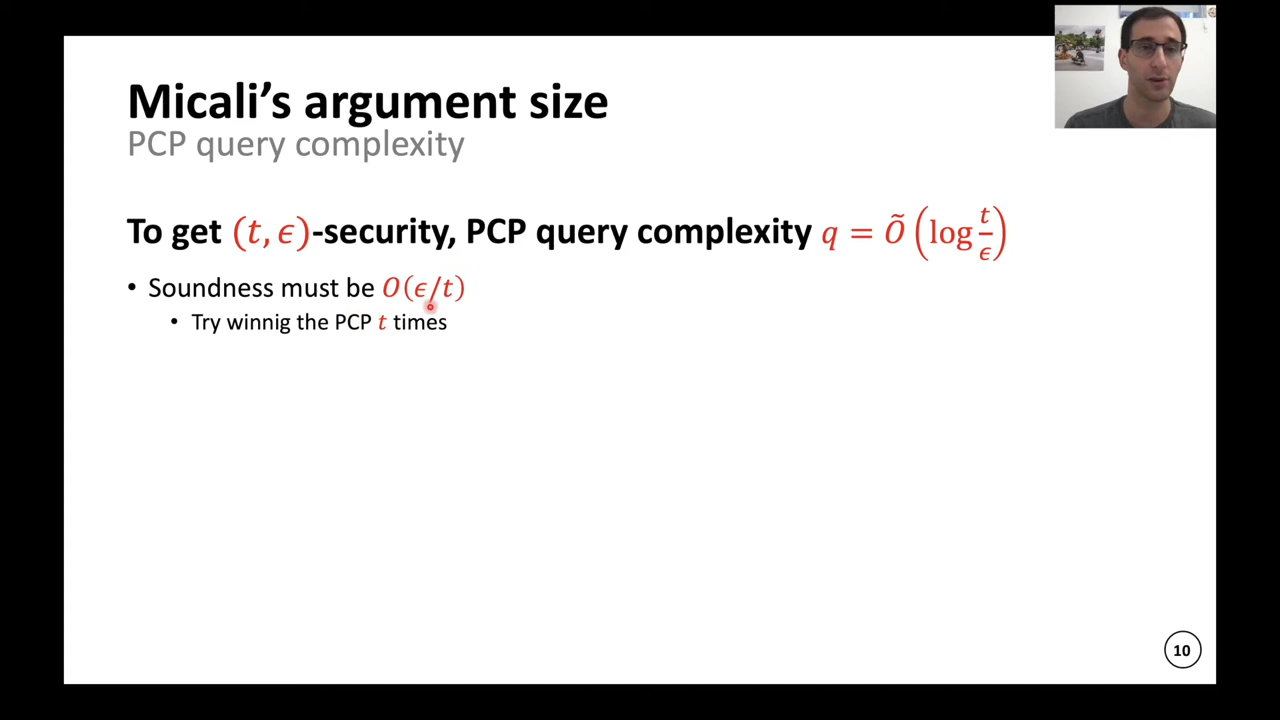 Micali's argument size
PCP query complexity
To get (t, ϵ)-security, PCP query complexity q = Õ(log t/ϵ)
• Soundness must be O(ϵ/t)
• Try winnig the PCP t times
10